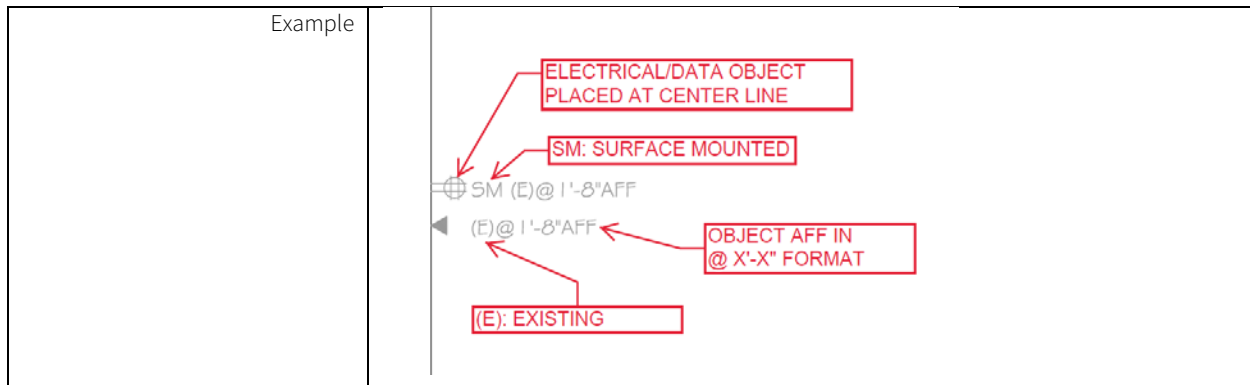 Example
ELECTRICAL/DATA OBJECT
PLACED AT CENTER LINE
SM: SURFACE MOUNTED
SM (E)@1'-8"AFF
(E)@1'-8"AFF
OBJECT AFF IN
@ X'-X" FORMAT
(E): EXISTING